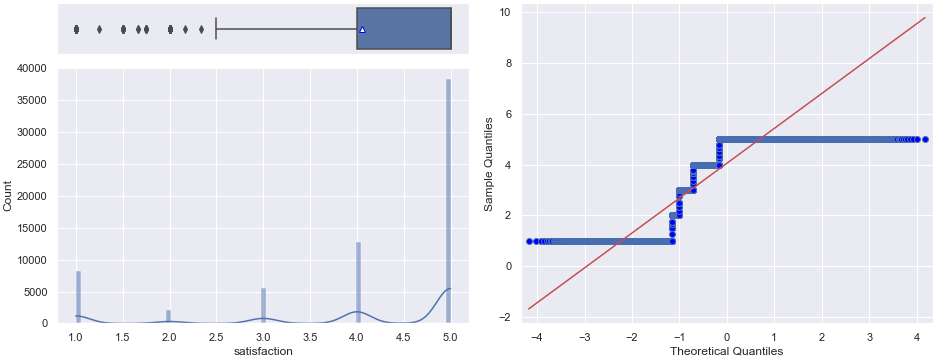 40000
35000
30000
25000
20000
15000
10000
5000
0
Count
1.0 1.5 2.0 2.5 3.0 3.5 4.0 4.5 5.0
satisfaction
10
8
6
4
2
0
−2
Sample Quantiles
−4 −3 −2 −1 0 1 2 3 4
Theoretical Quantiles